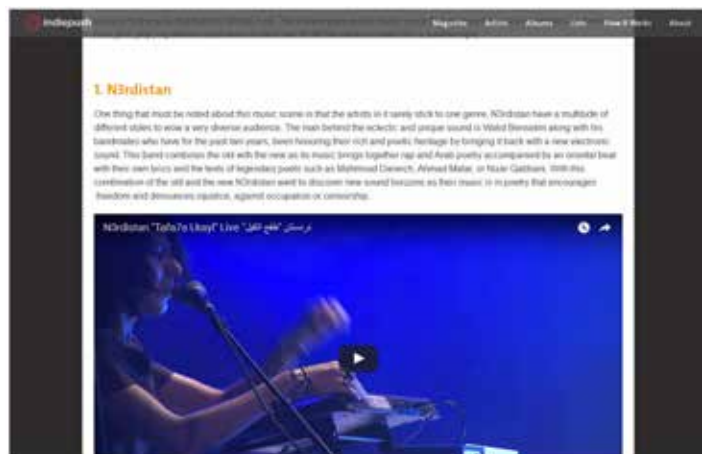 indiepush Magazine Artists Albums Lists How It Works About
1. N3rdistan
One thing that must be noted about this music scene is that the artists in it rarely stick to one genre, N3rdistan have a multitude of
different styles to wow a very diverse audience. The man behind the eclectic and unique sound is Walid Benselim along with his
bandmates who have for the past ten years, been honouring their rich and poetic heritage by bringing it back with a new electronic
sound. This band combines the old with the new as its music brings together rap and Arab poetry accompanied by an oriental beat
with their own lyrics and the texts of legendary poets such as Mahmoud Darwich, Ahmad Matar, or Nizar Qabbani. With this
combination of the old and the new N3rdistan went to discover new sound horizons as their music is in poetry that encourages
freedom and denounces injustice, against occupation or censorship.
N3rdistan "Tafa7a Lkayl" Live "نردستان "طفح الكيل